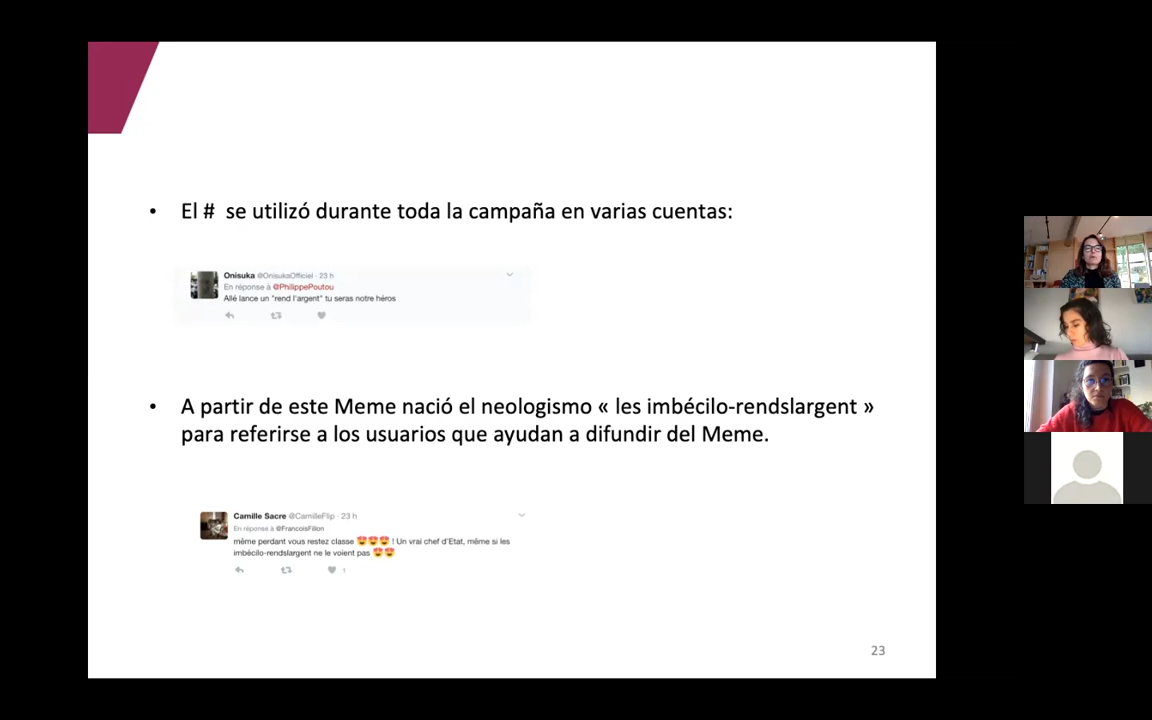 • El # se utilizó durante toda la campaña en varias cuentas:
Onisuka @OnisukaOfficiel · 23 h
En réponse à @PhilippePoutou
Allé lance un "rend l'argent" tu seras notre héros
• A partir de este Meme nació el neologismo « les imbécilo-rendslargent »
para referirse a los usuarios que ayudan a difundir del Meme.
Camille Sacre @CamilleFlip · 23 h
En réponse à @FrancoisFillon
même perdant vous restez classe 😍😍😍 ! Un vrai chef d'Etat, même si les
imbécilo-rendslargent ne le voient pas 😍😍
1
23